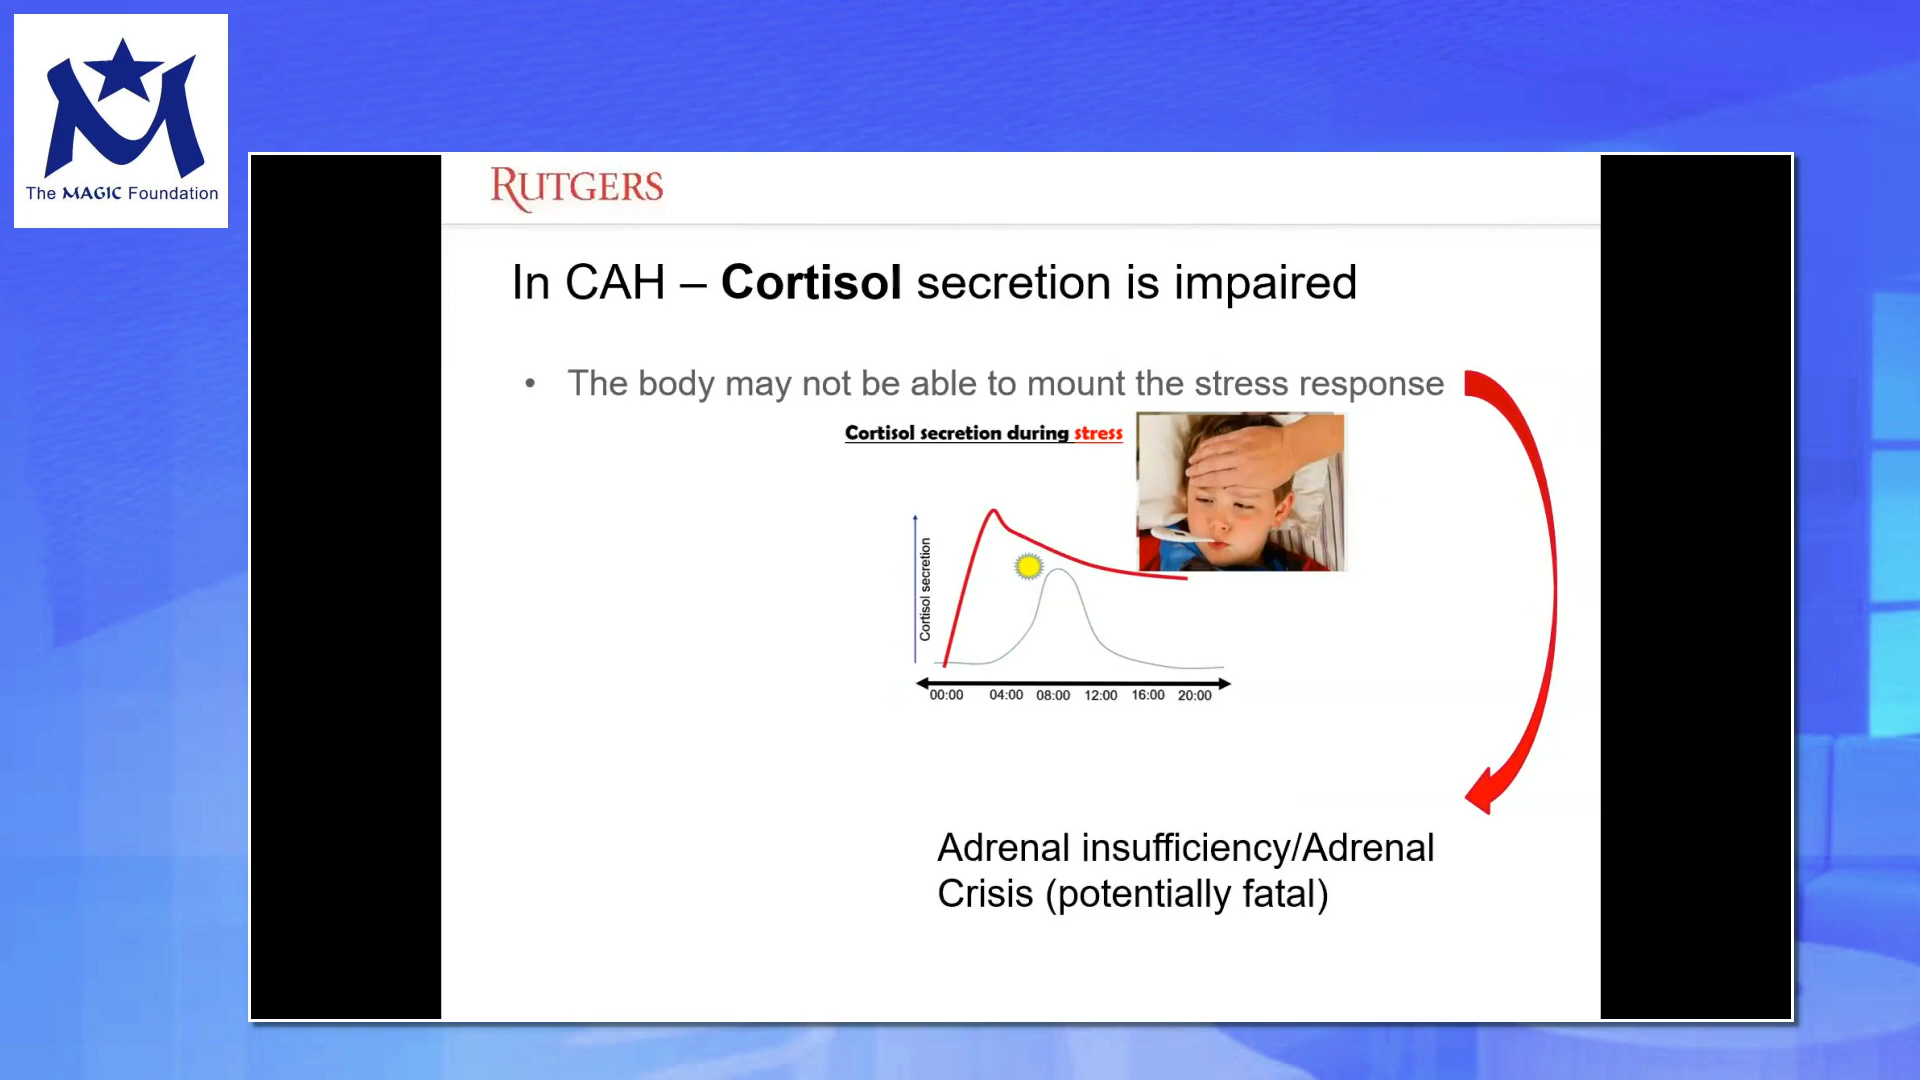 The MAGIC Foundation
RUTGERS
In CAH – Cortisol secretion is impaired
• The body may not be able to mount the stress response
Cortisol secretion during stress
Cortisol secretion
00:00 04:00 08:00 12:00 16:00 20:00
Adrenal insufficiency/Adrenal
Crisis (potentially fatal)